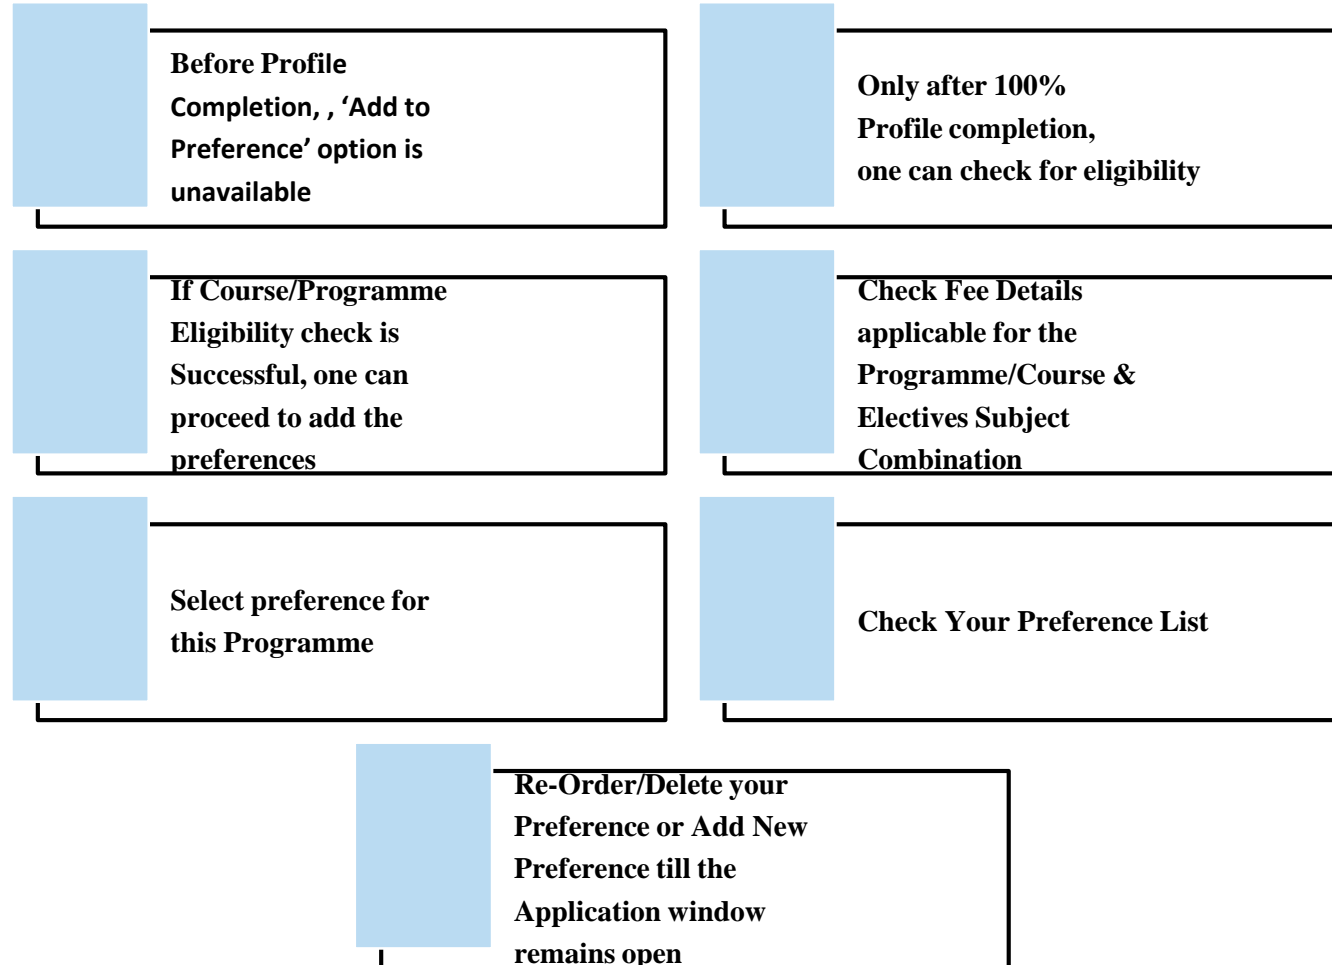 Before Profile
Completion, , ‘Add to
Preference’ option is
unavailable
Only after 100%
Profile completion,
one can check for eligibility
If Course/Programme
Eligibility check is
Successful, one can
proceed to add the
preferences
Check Fee Details
applicable for the
Programme/Course &
Electives Subject
Combination
Select preference for
this Programme
Check Your Preference List
Re-Order/Delete your
Preference or Add New
Preference till the
Application window
remains open